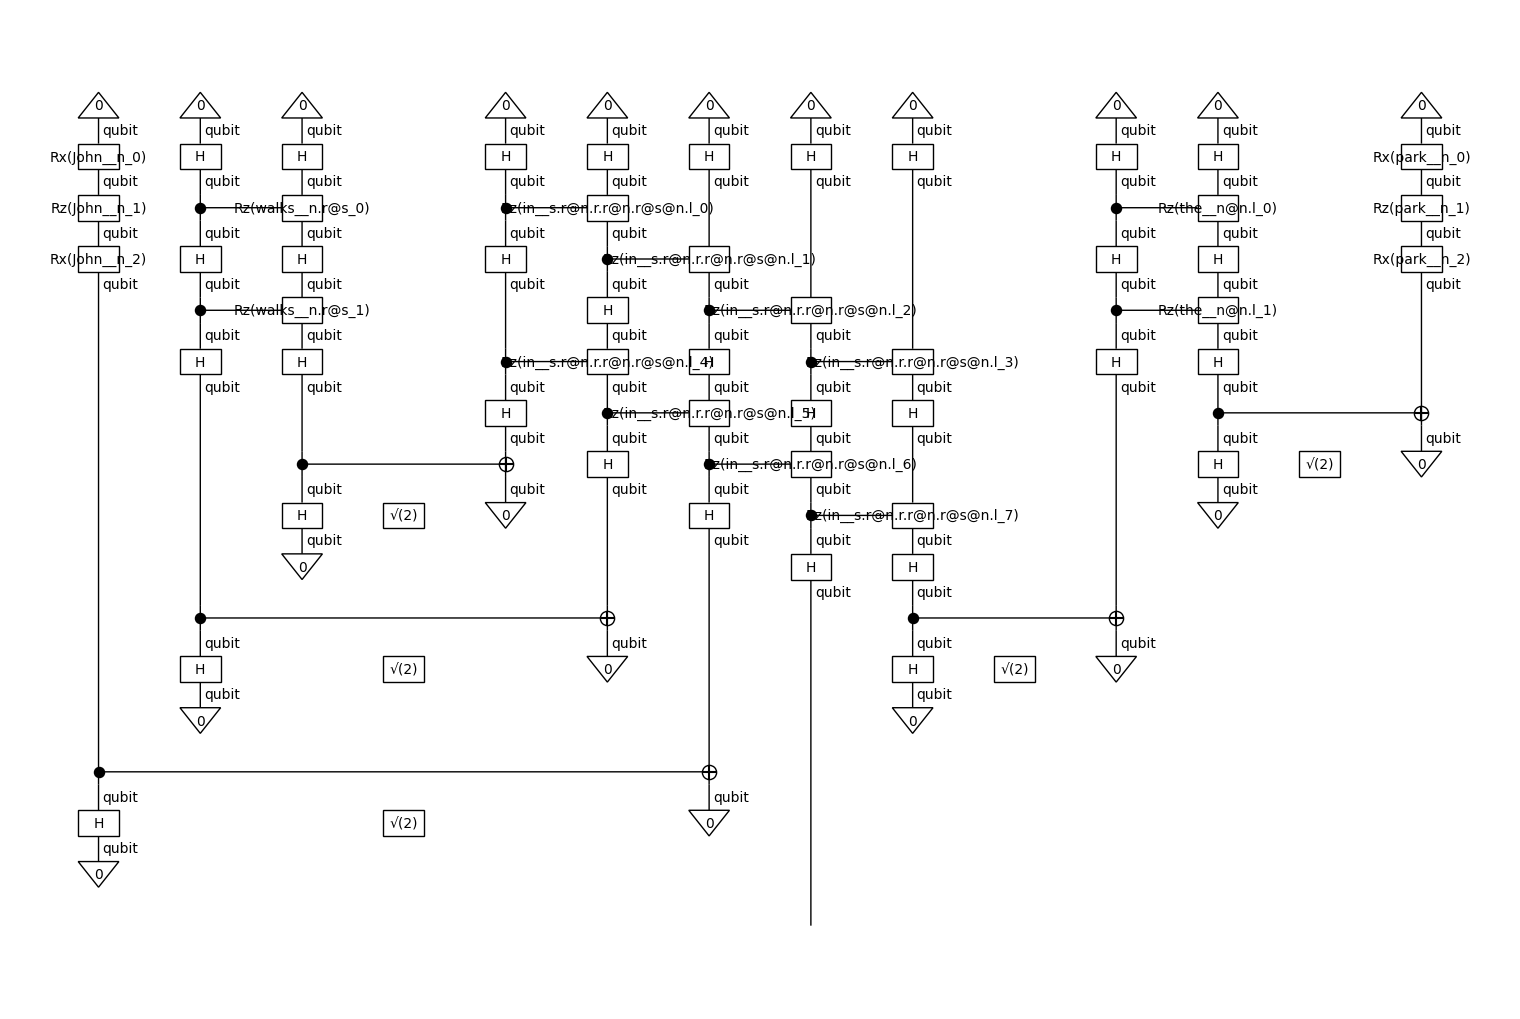 0 0 0 0 0 0 0 0 0 0 0
qubit qubit qubit qubit qubit qubit qubit qubit qubit qubit qubit
Rx(John__n_0) H H H H H H H H H Rx(park__n_0)
qubit qubit qubit qubit qubit qubit qubit qubit qubit qubit qubit
Rz(John__n_1) Rz(walks__n.r@s_0) Rz(in__s.r@n.r.r@n.r@s@n.l_0) Rz(the__n@n.l_0) Rz(park__n_1)
qubit qubit qubit qubit qubit qubit qubit qubit
Rx(John__n_2) H H H Rz(in__s.r@n.r.r@n.r@s@n.l_1) H H Rx(park__n_2)
qubit qubit qubit qubit qubit qubit qubit qubit qubit
Rz(walks__n.r@s_1) H Rz(in__s.r@n.r.r@n.r@s@n.l_2) Rz(the__n@n.l_1)
qubit qubit qubit qubit qubit qubit qubit
H H Rz(in__s.r@n.r.r@n.r@s@n.l_4) H Rz(in__s.r@n.r.r@n.r@s@n.l_3) H H
qubit qubit qubit qubit qubit qubit qubit qubit qubit
H Rz(in__s.r@n.r.r@n.r@s@n.l_5) H H
qubit qubit qubit qubit qubit qubit qubit
H Rz(in__s.r@n.r.r@n.r@s@n.l_6) H √(2) 0
qubit qubit qubit qubit qubit qubit
H √(2) 0 H Rz(in__s.r@n.r.r@n.r@s@n.l_7) 0
qubit qubit qubit qubit
0 H H
qubit
qubit qubit qubit qubit
H √(2) 0 H √(2) 0
qubit qubit
0 0
qubit qubit
H √(2) 0
qubit
0